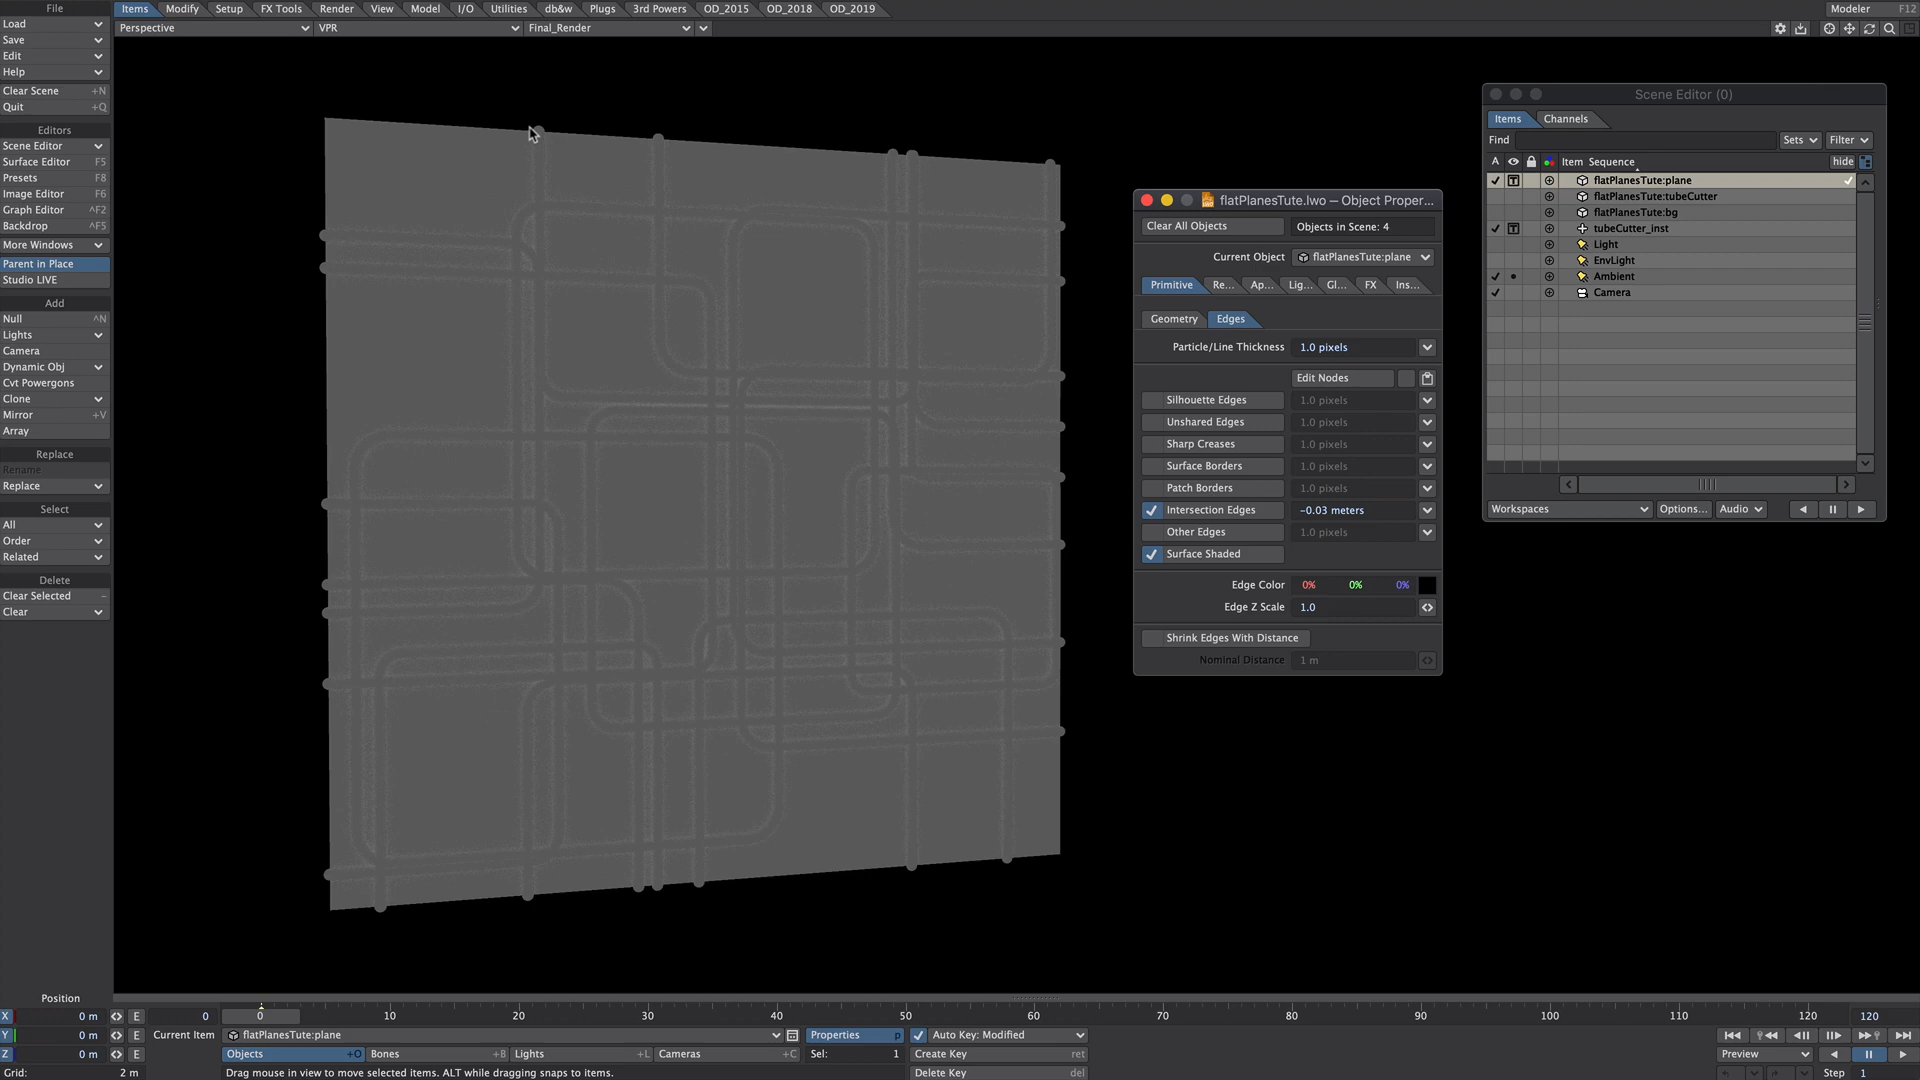 File
Items
Modify
Setup
FX Tools
Render
View
Model
I/O
Utilities
db&w
Plugs
3rd Powers
OD_2015
OD_2018
OD_2019
Modeler F12
Load
Perspective
VPR
Final_Render
Save
Edit
Help
Clear Scene +N
Quit +Q
Editors
Scene Editor
Surface Editor F5
Presets F8
Image Editor F6
Graph Editor ^F2
Backdrop ^F5
More Windows
Parent in Place
Studio LIVE
Add
Null ^N
Lights
Camera
Dynamic Obj
Cvt Powergons
Clone
Mirror +V
Array
Replace
Rename
Replace
Select
All
Order
Related
Delete
Clear Selected –
Clear
flatPlanesTute.lwo — Object Proper...
Clear All Objects
Objects in Scene: 4
Current Object flatPlanesTute:plane
Primitive Re... Ap... Lig... Gl... FX Ins...
Geometry Edges
Particle/Line Thickness 1.0 pixels
Edit Nodes
Silhouette Edges 1.0 pixels
Unshared Edges 1.0 pixels
Sharp Creases 1.0 pixels
Surface Borders 1.0 pixels
Patch Borders 1.0 pixels
Intersection Edges −0.03 meters
Other Edges 1.0 pixels
Surface Shaded
Edge Color 0% 0% 0%
Edge Z Scale 1.0
Shrink Edges With Distance
Nominal Distance 1 m
Scene Editor (0)
Items Channels
Find Sets Filter
A Item Sequence hide
T flatPlanesTute:plane
flatPlanesTute:tubeCutter
flatPlanesTute:bg
T tubeCutter_inst
Light
EnvLight
Ambient
Camera
Workspaces Options... Audio
Position
X 0 m E 0
0 10 20 30 40 50 60 70 80 90 100 110 120 120
Y 0 m E Current Item flatPlanesTute:plane Properties p Auto Key: Modified
Z 0 m E Objects +O Bones +B Lights +L Cameras +C Sel: 1 Create Key ret Preview
Grid: 2 m Drag mouse in view to move selected items. ALT while dragging snaps to items. Delete Key del Step 1